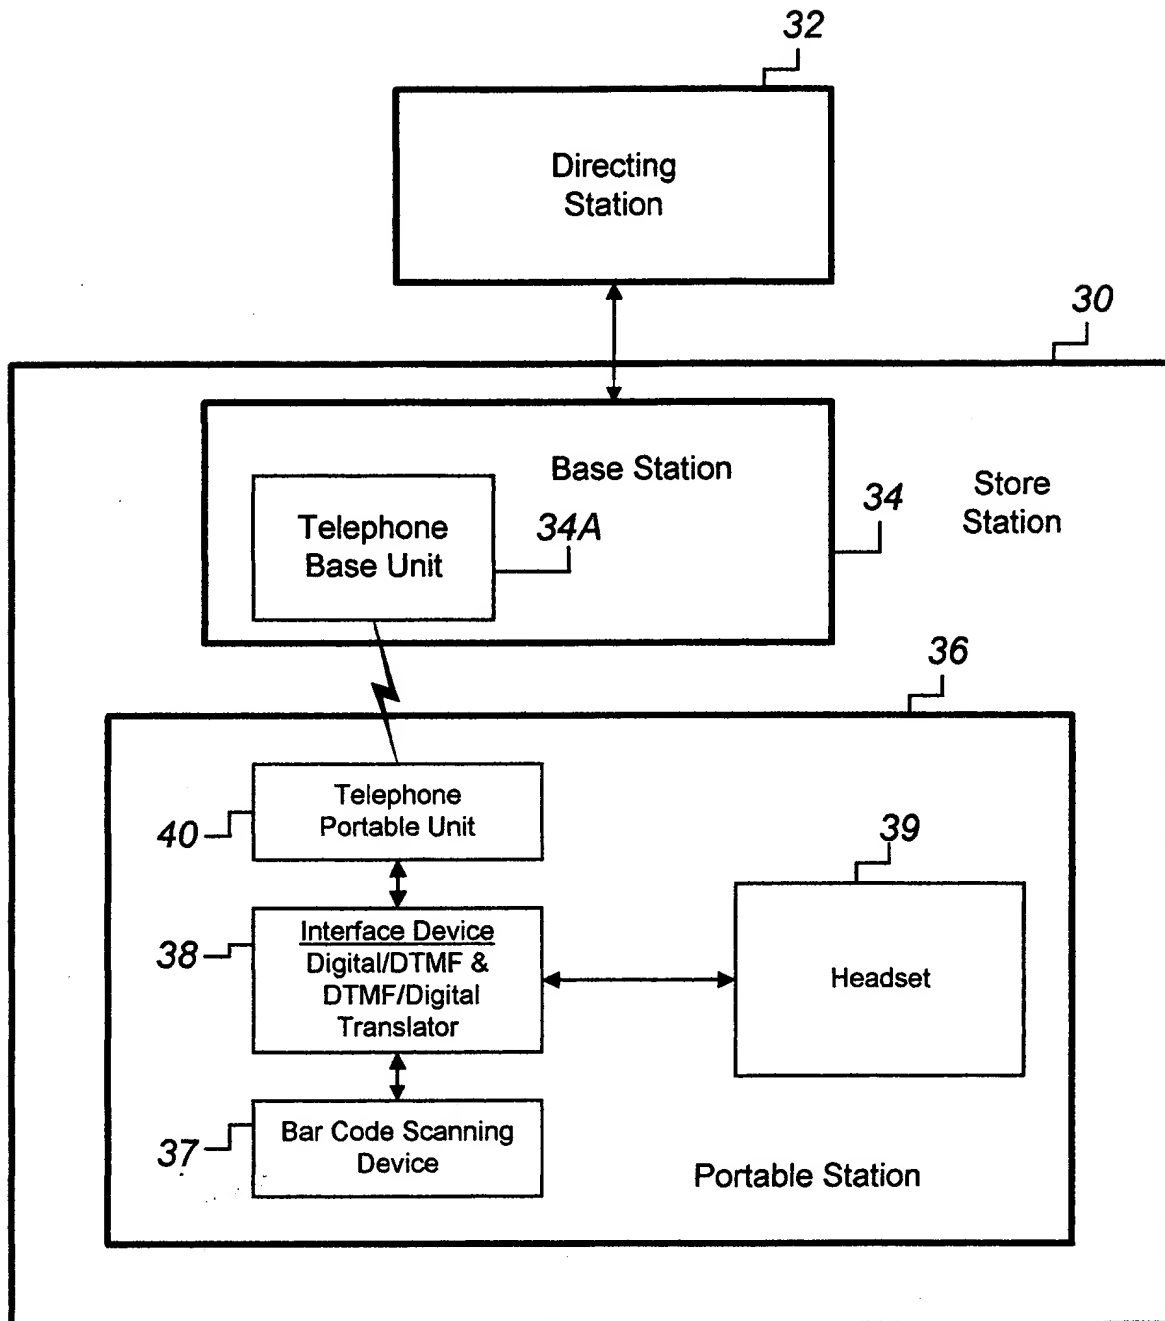 32
Directing
Station
30
Base Station
Store
Station
34
Telephone
Base Unit
34A
36
Telephone
Portable Unit
40
39
Interface Device
Digital/DTMF &
DTMF/Digital
Translator
38
Headset
Bar Code Scanning
Device
37
Portable Station